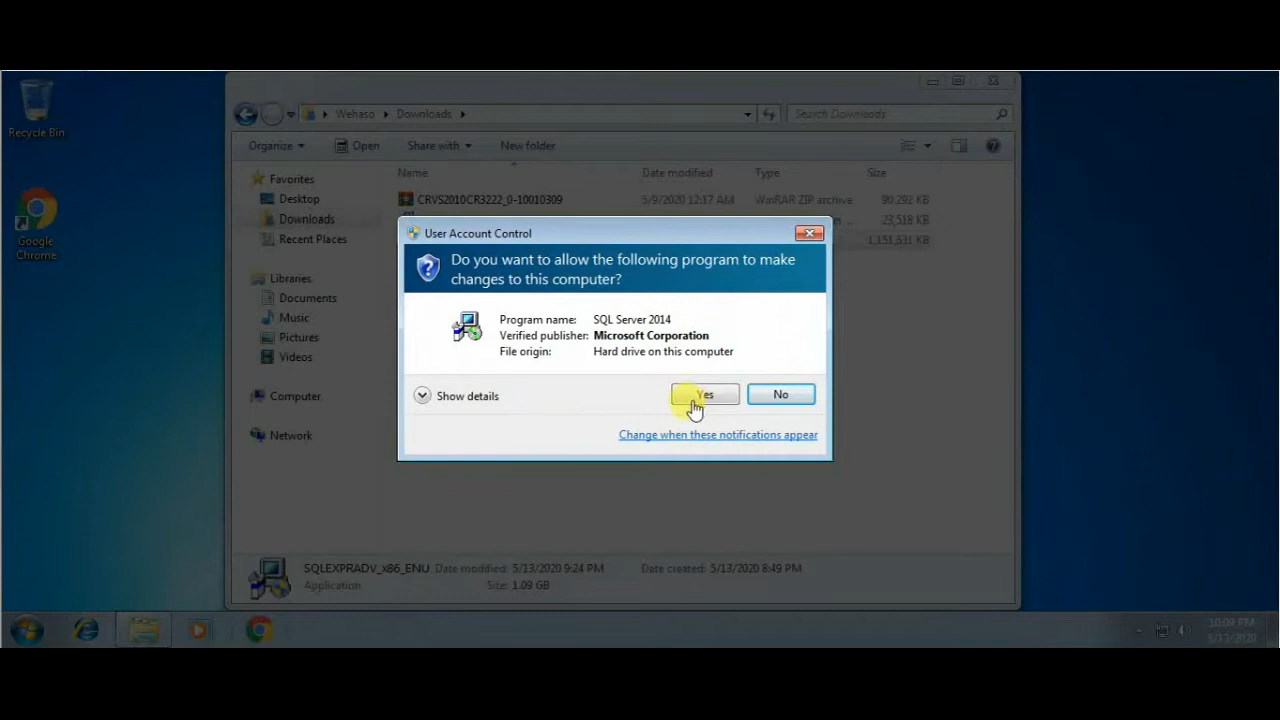 Recycle Bin
Google
Chrome
Wehaso
Downloads
Search Downloads
Organize
Open
Share with
New folder
Name
Date modified
Type
Size
Favorites
Desktop
Downloads
Recent Places
Libraries
Documents
Music
Pictures
Videos
Computer
Network
CRVS2010CR3222_0-10010309
5/9/2020 12:17 AM
WinRAR ZIP archive
90,292 KB
23,518 KB
1,151,631 KB
User Account Control
Do you want to allow the following program to make
changes to this computer?
Program name: SQL Server 2014
Verified publisher: Microsoft Corporation
File origin: Hard drive on this computer
Show details
Yes
No
Change when these notifications appear
SQLEXPRADV_x86_ENU Date modified: 5/13/2020 9:24 PM Date created: 5/13/2020 8:49 PM
Application Size: 1.09 GB
10:09 PM
5/13/2020